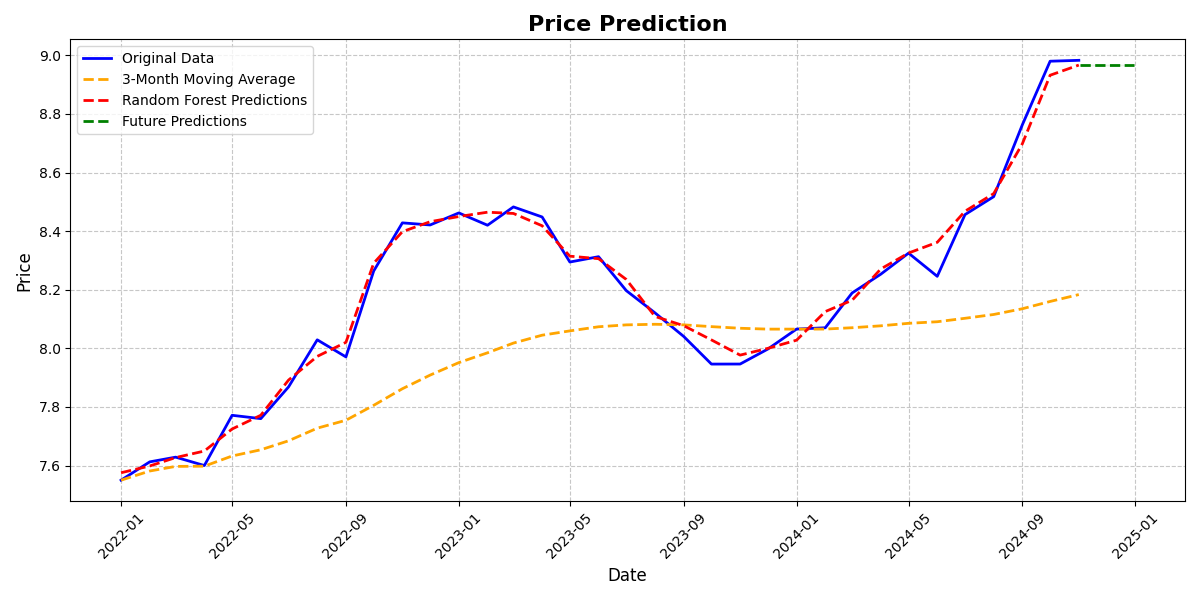 Price Prediction
Original Data
3-Month Moving Average
Random Forest Predictions
Future Predictions
9.0
8.8
8.6
8.4
8.2
8.0
7.8
7.6
Price
2022-01
2022-05
2022-09
2023-01
2023-05
2023-09
2024-01
2024-05
2024-09
2025-01
Date